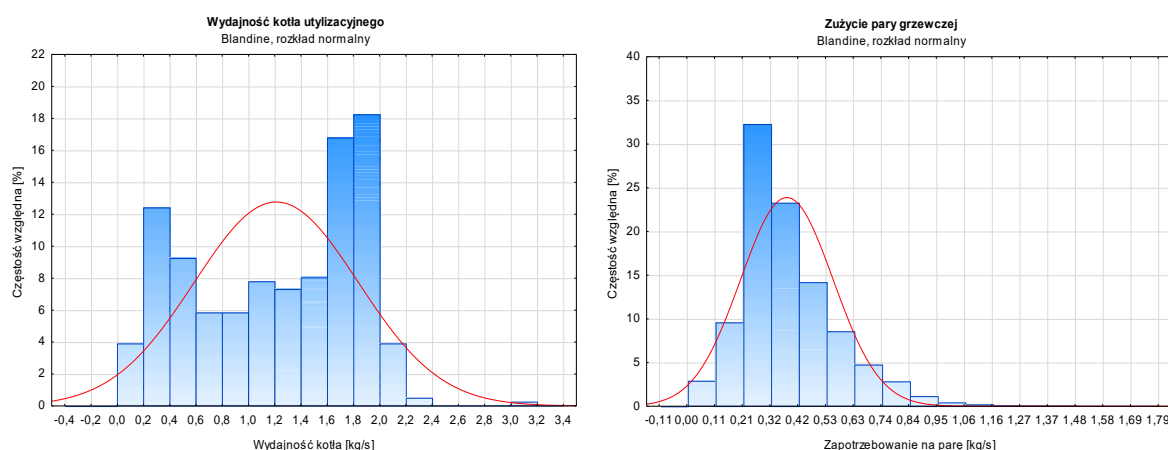 Wydajność kotła utylizacyjnego
Blandine, rozkład normalny
22
20
18
16
14
12
10
8
6
4
2
0
Częstość względna [%]
-0,4 -0,2 0,0 0,2 0,4 0,6 0,8 1,0 1,2 1,4 1,6 1,8 2,0 2,2 2,4 2,6 2,8 3,0 3,2 3,4
Wydajność kotła [kg/s]
Zużycie pary grzewczej
Blandine, rozkład normalny
40
35
30
25
20
15
10
5
0
Częstość względna [%]
-0,11 0,00 0,11 0,21 0,32 0,42 0,53 0,63 0,74 0,84 0,95 1,05 1,16 1,27 1,37 1,48 1,58 1,69 1,79
Zapotrzebowanie na parę [kg/s]